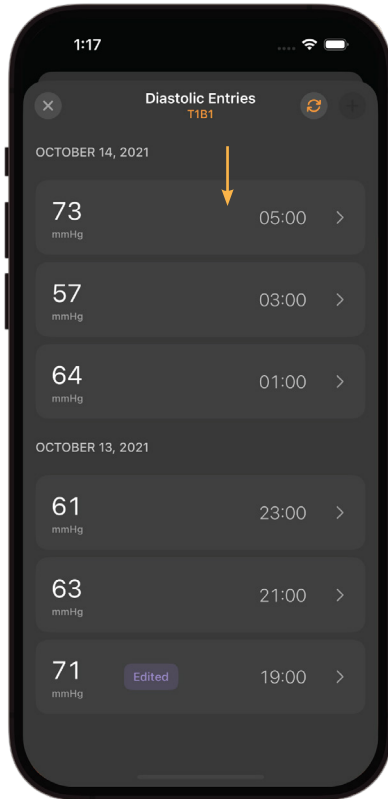 1:17
Diastolic Entries
T1B1
OCTOBER 14, 2021
73
mmHg
05:00
57
mmHg
03:00
64
mmHg
01:00
OCTOBER 13, 2021
61
mmHg
23:00
63
mmHg
21:00
71
mmHg
Edited
19:00